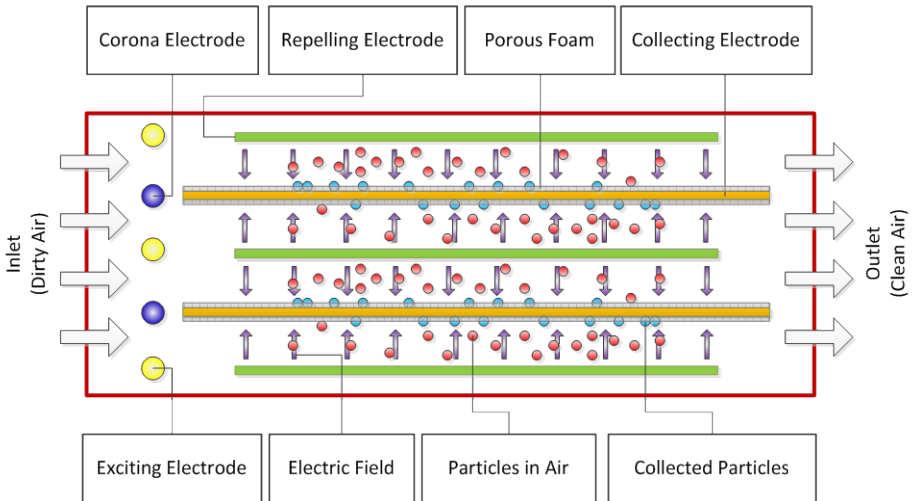 Corona Electrode
Repelling Electrode
Porous Foam
Collecting Electrode
Inlet
(Dirty Air)
Outlet
(Clean Air)
Exciting Electrode
Electric Field
Particles in Air
Collected Particles